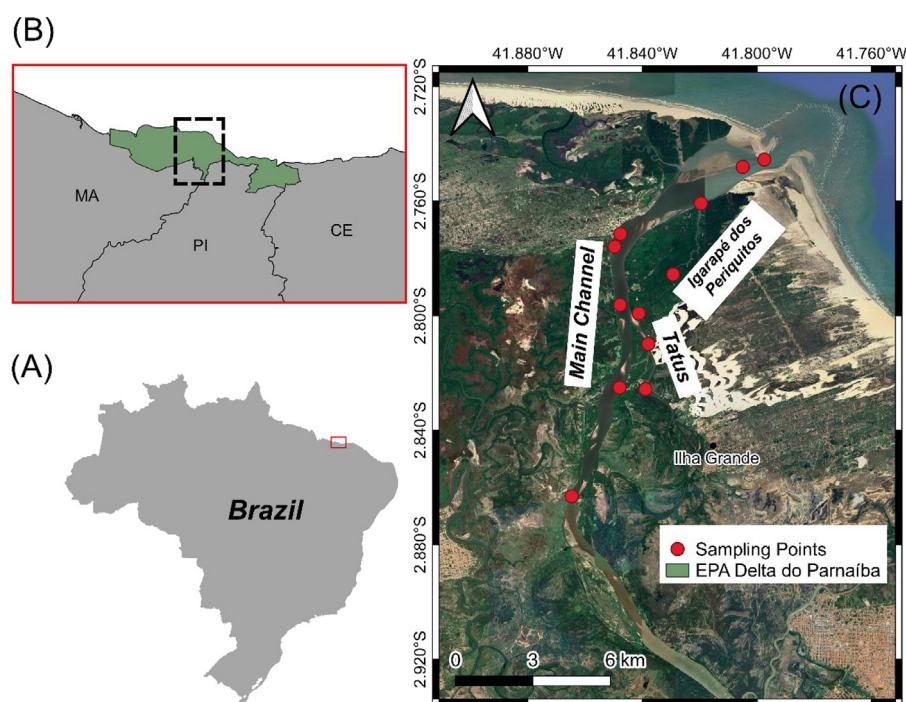 (B)
MA
PI
CE
(A)
Brazil
41.880°W
41.840°W
41.800°W
41.760°W
2.720°S
2.760°S
2.800°S
2.840°S
2.880°S
2.920°S
(C)
Main Channel
Igarapé dos
Periquitos
Tatus
Ilha Grande
Sampling Points
EPA Delta do Parnaíba
0
3
6 km